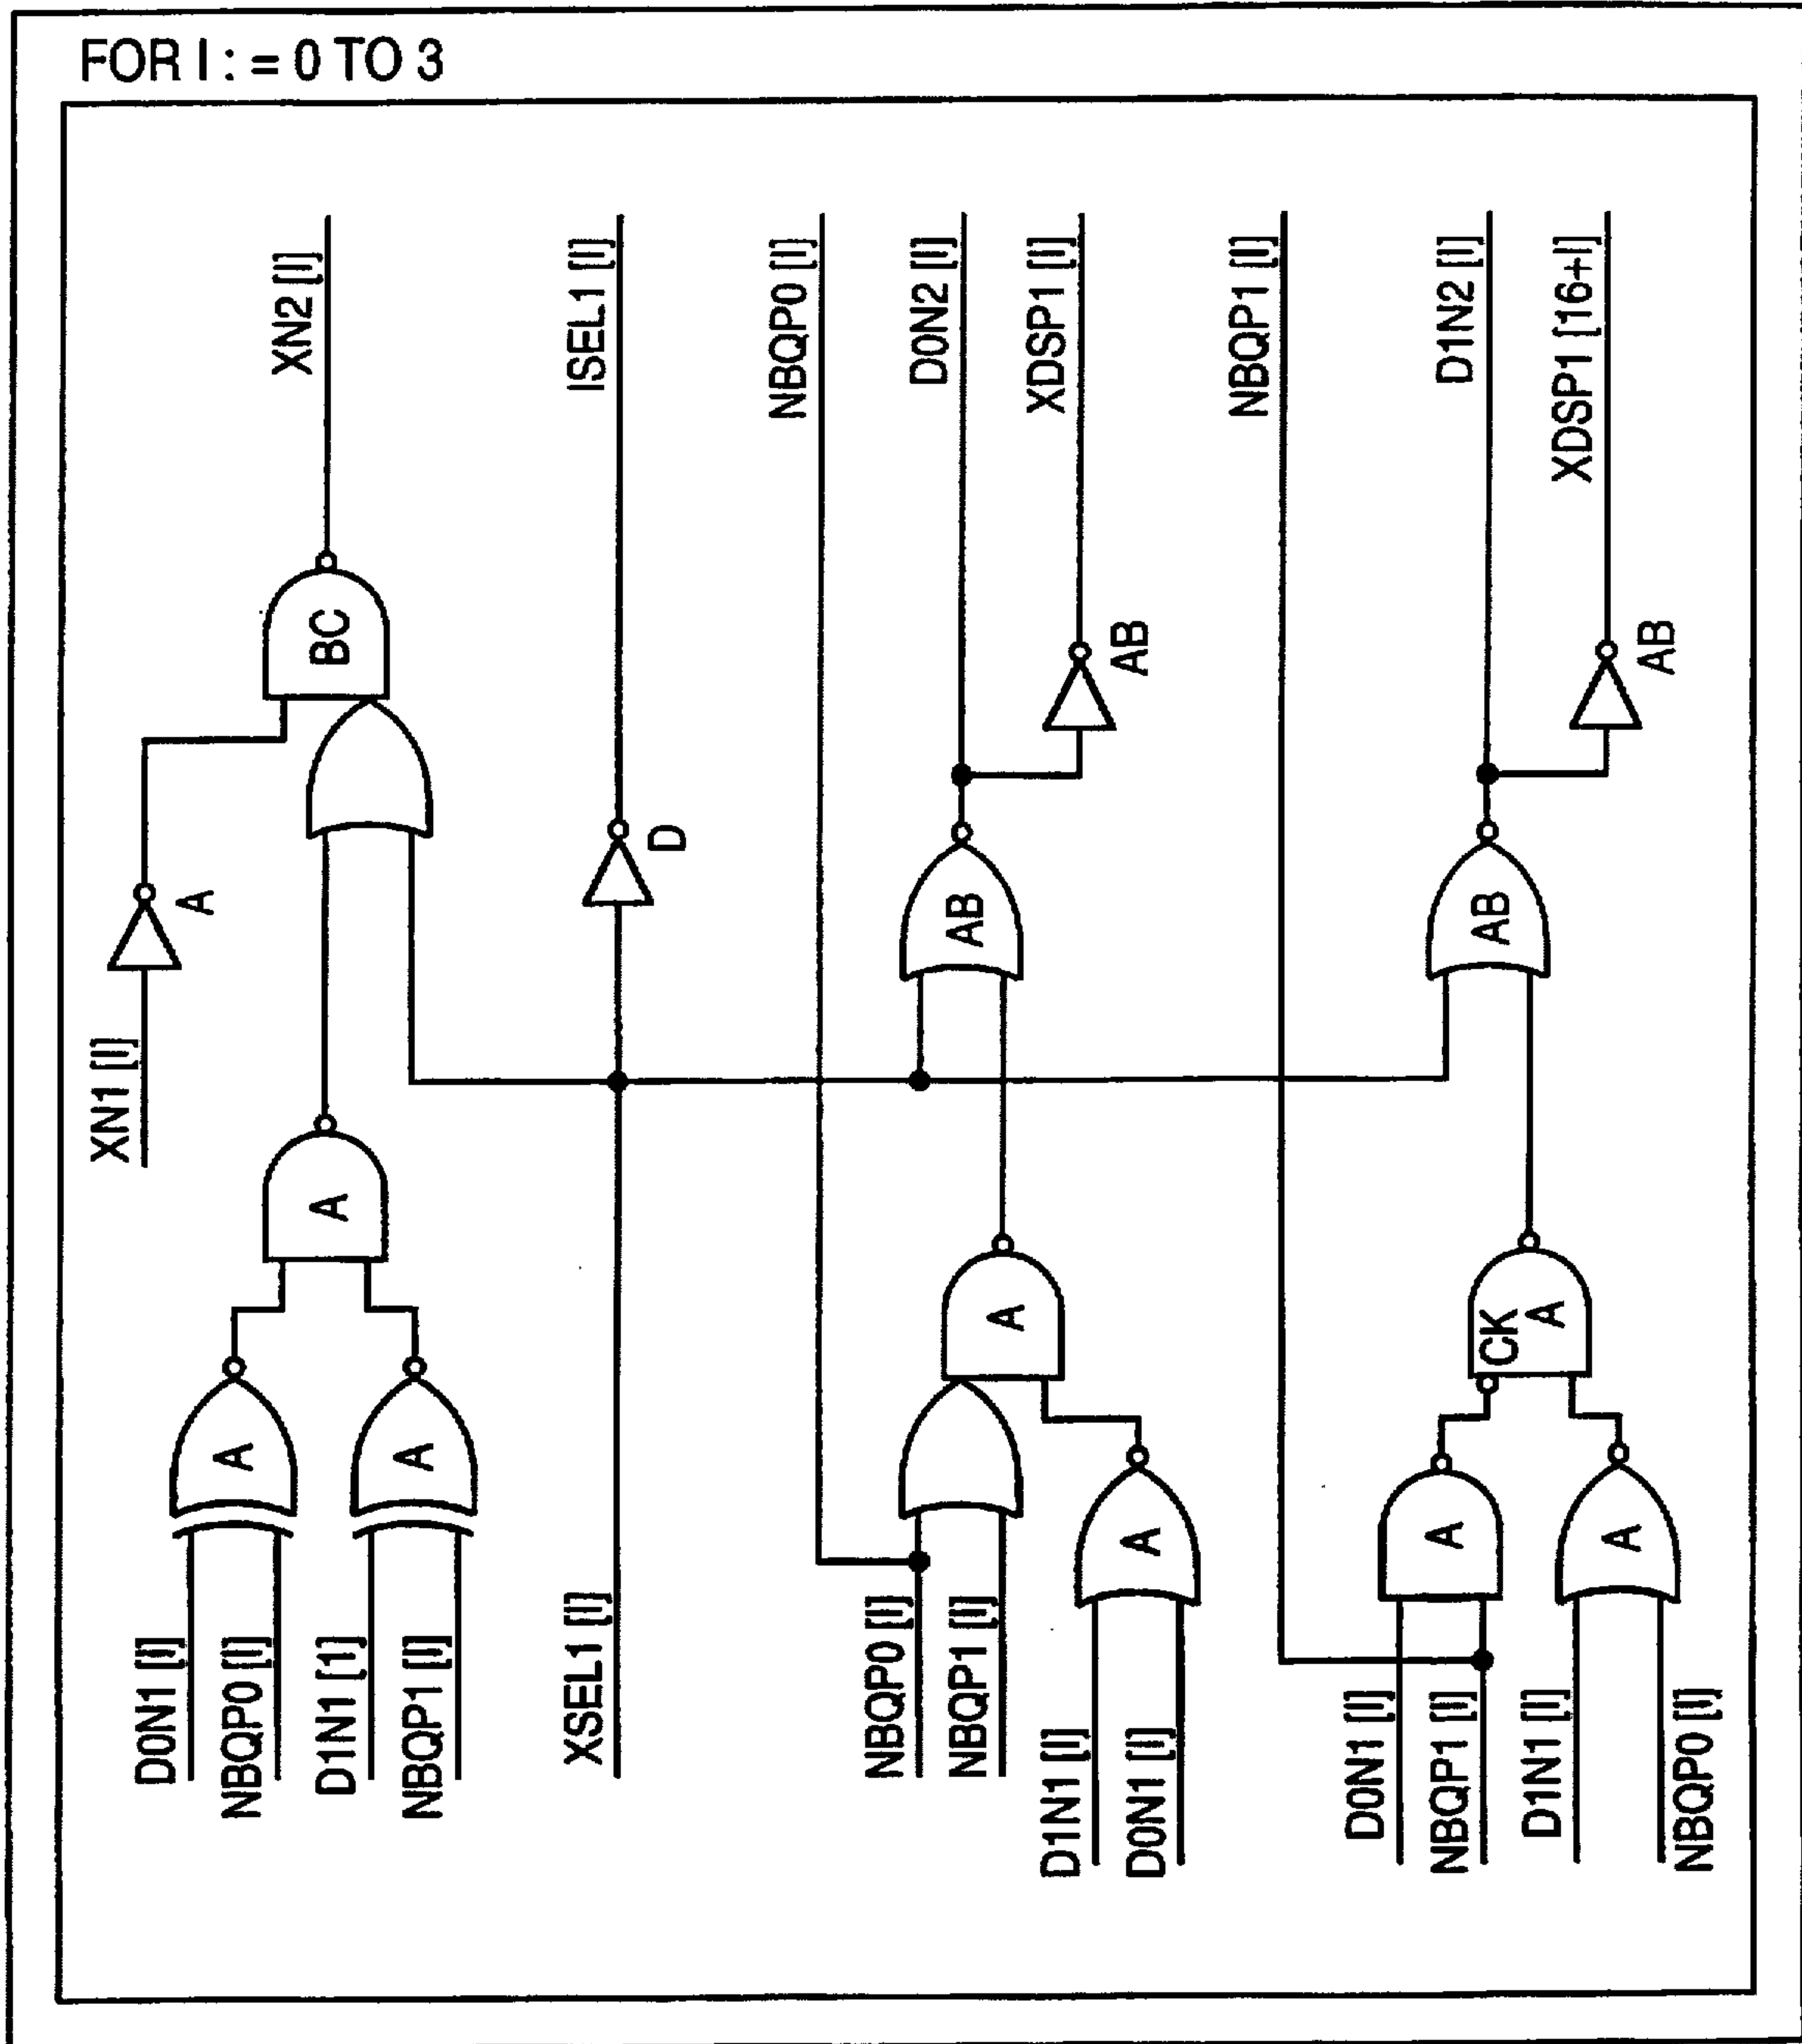 FOR I : = 0 TO 3
XN1 [I]
A
XN2 [I]
D0N1 [I]
NBQP0 [I]
A
A
BC
D1N1 [1]
NBQP1 [I]
A
XSEL1 [I]
D
ISEL1 [I]
NBQP0 [I]
NBQP0 [I]
NBQP1 [I]
A
AB
D0N2 [I]
D1N1 [I]
D0N1 [I]
A
AB
XDSP1 [I]
NBQP1 [I]
D0N1 [I]
NBQP1 [I]
A
CK
A
AB
D1N2 [I]
D1N1 [I]
NBQP0 [I]
A
AB
XDSP1 [16+I]